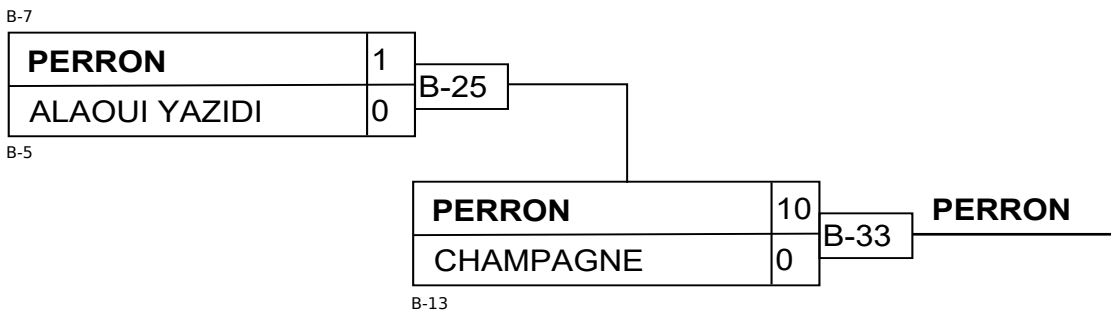 B-7
PERRON 1
B-25
ALAOUI YAZIDI 0
B-5
PERRON 10 PERRON
B-33
CHAMPAGNE 0
B-13